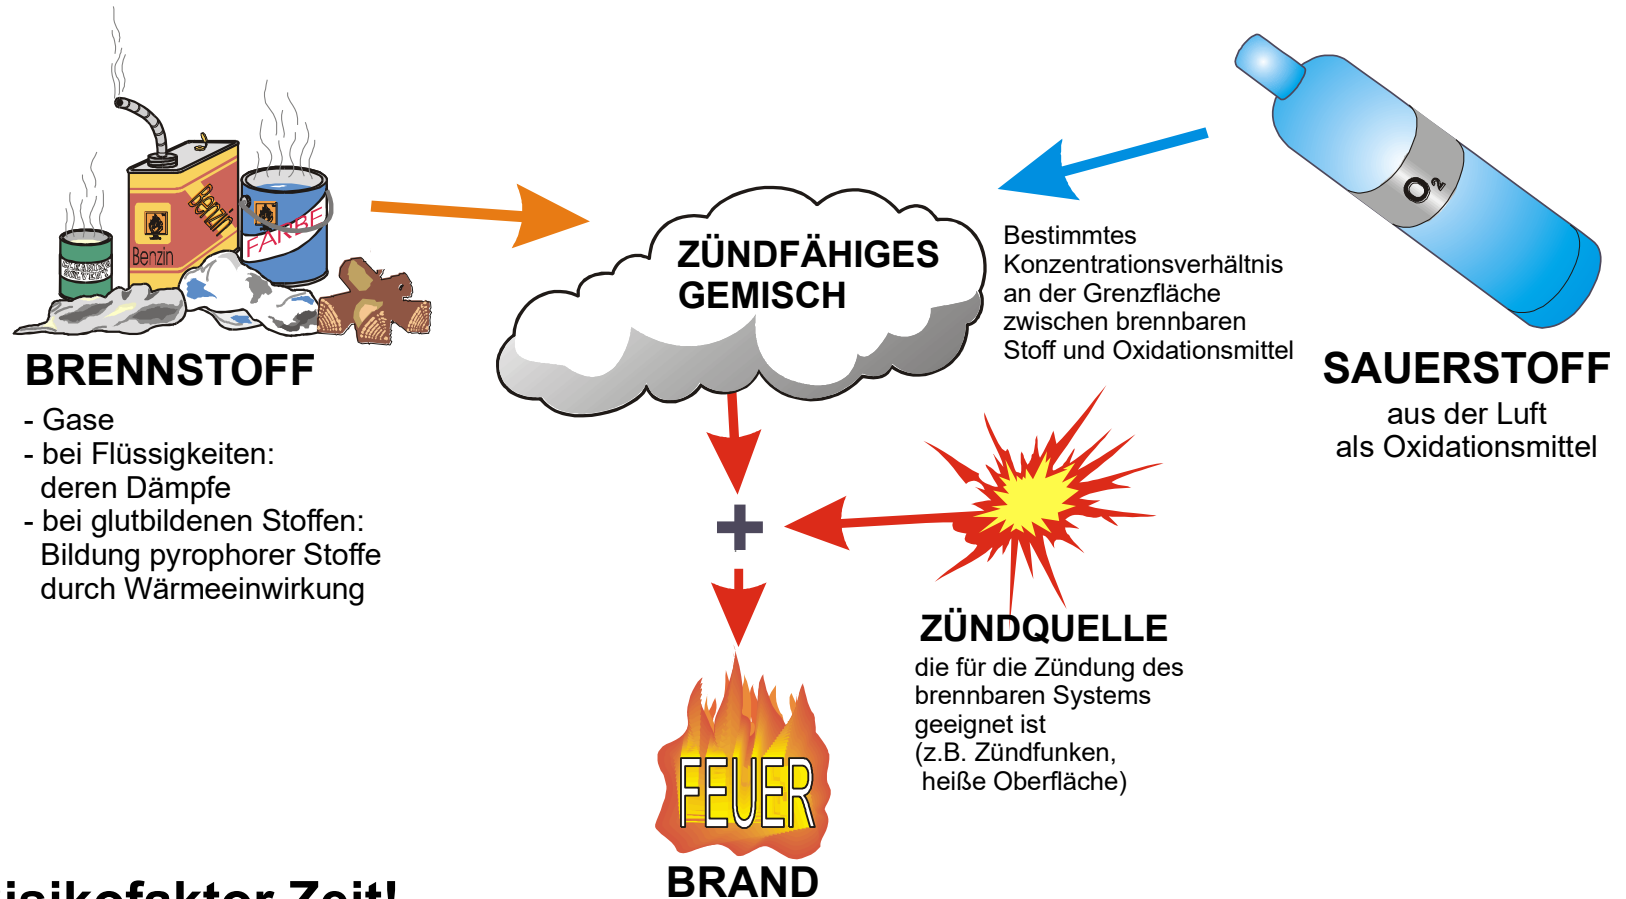 Benzin
Benzin
FARBE
O2
ZÜNDFÄHIGES
GEMISCH
Bestimmtes
Konzentrationsverhältnis
an der Grenzfläche
zwischen brennbaren
Stoff und Oxidationsmittel
BRENNSTOFF
- Gase
- bei Flüssigkeiten:
deren Dämpfe
- bei glutbildenen Stoffen:
Bildung pyrophorer Stoffe
durch Wärmeeinwirkung
SAUERSTOFF
aus der Luft
als Oxidationsmittel
ZÜNDQUELLE
die für die Zündung des
brennbaren Systems
geeignet ist
(z.B. Zündfunken,
heiße Oberfläche)
FEUER
BRAND
isikofaktor Zeit!